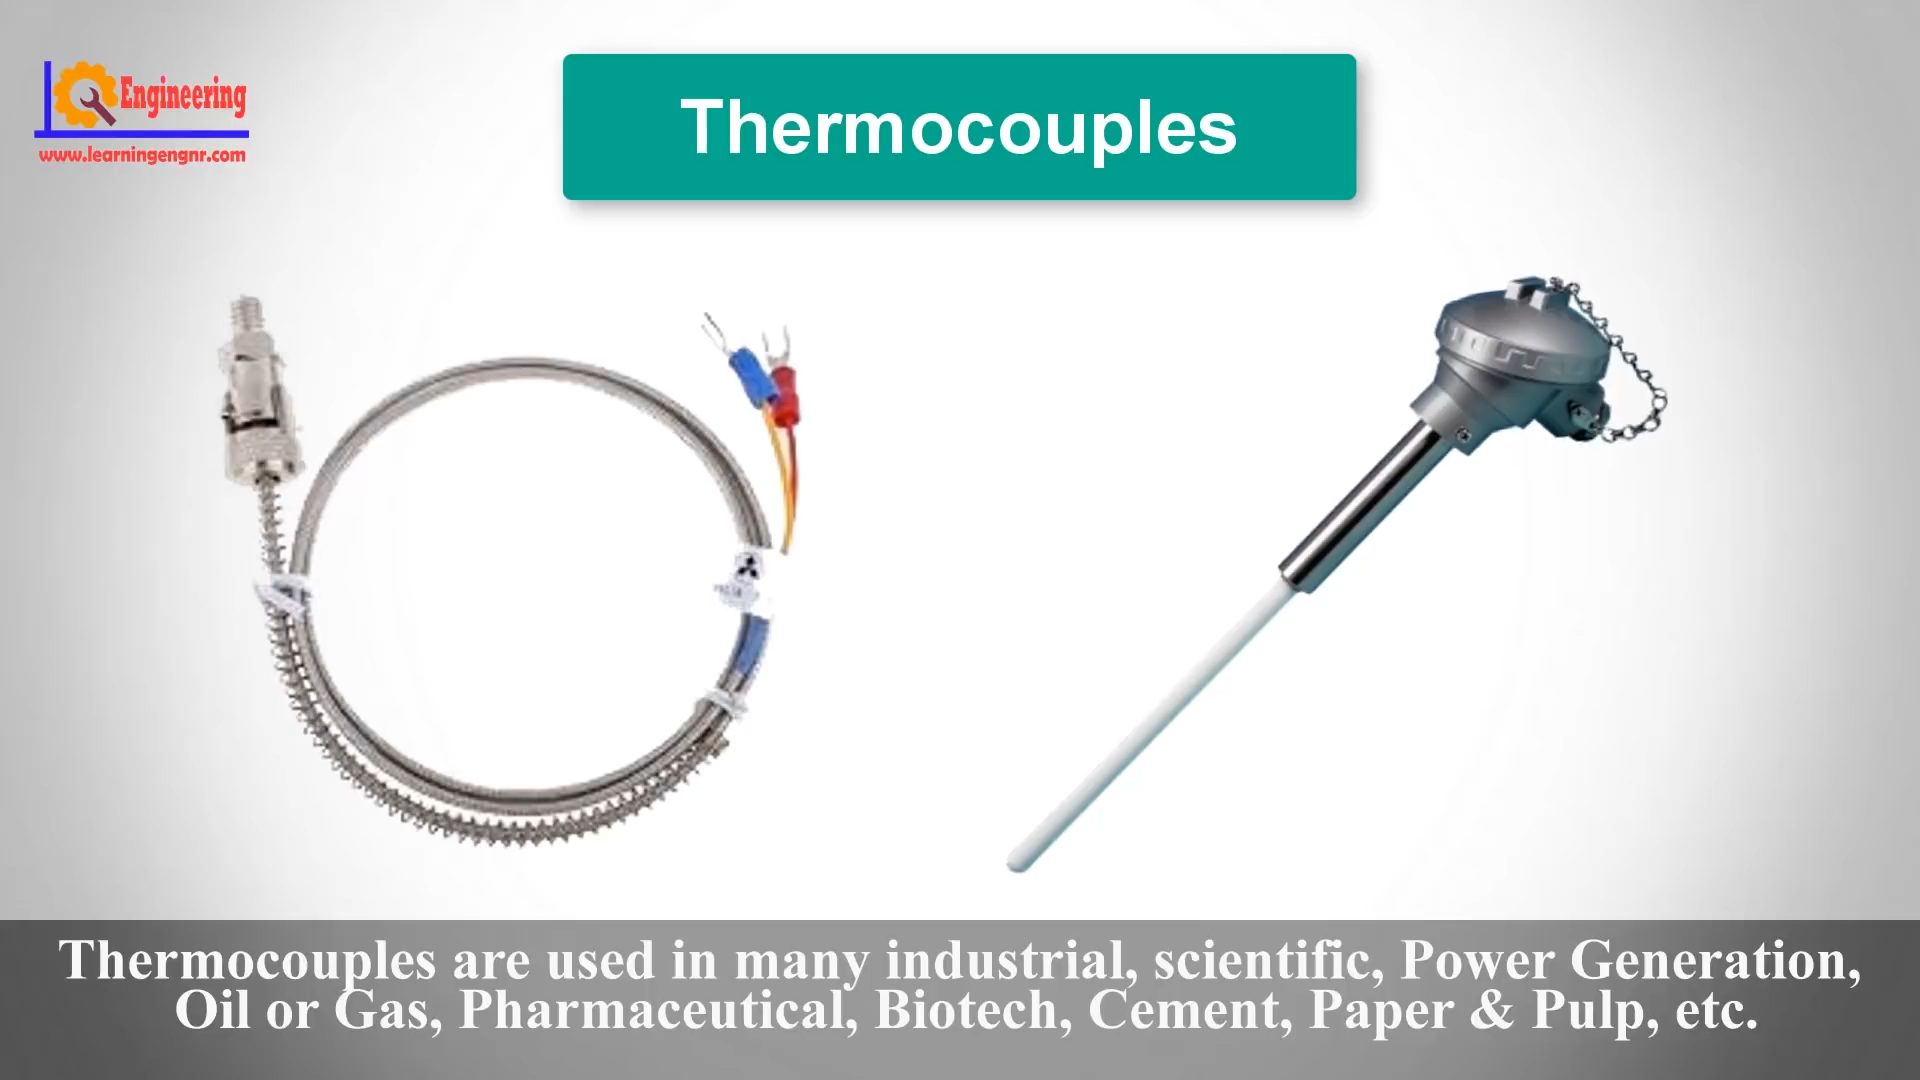 Engineering
www.learningengnr.com
Thermocouples
Thermocouples are used in many industrial, scientific, Power Generation,
Oil or Gas, Pharmaceutical, Biotech, Cement, Paper & Pulp, etc.